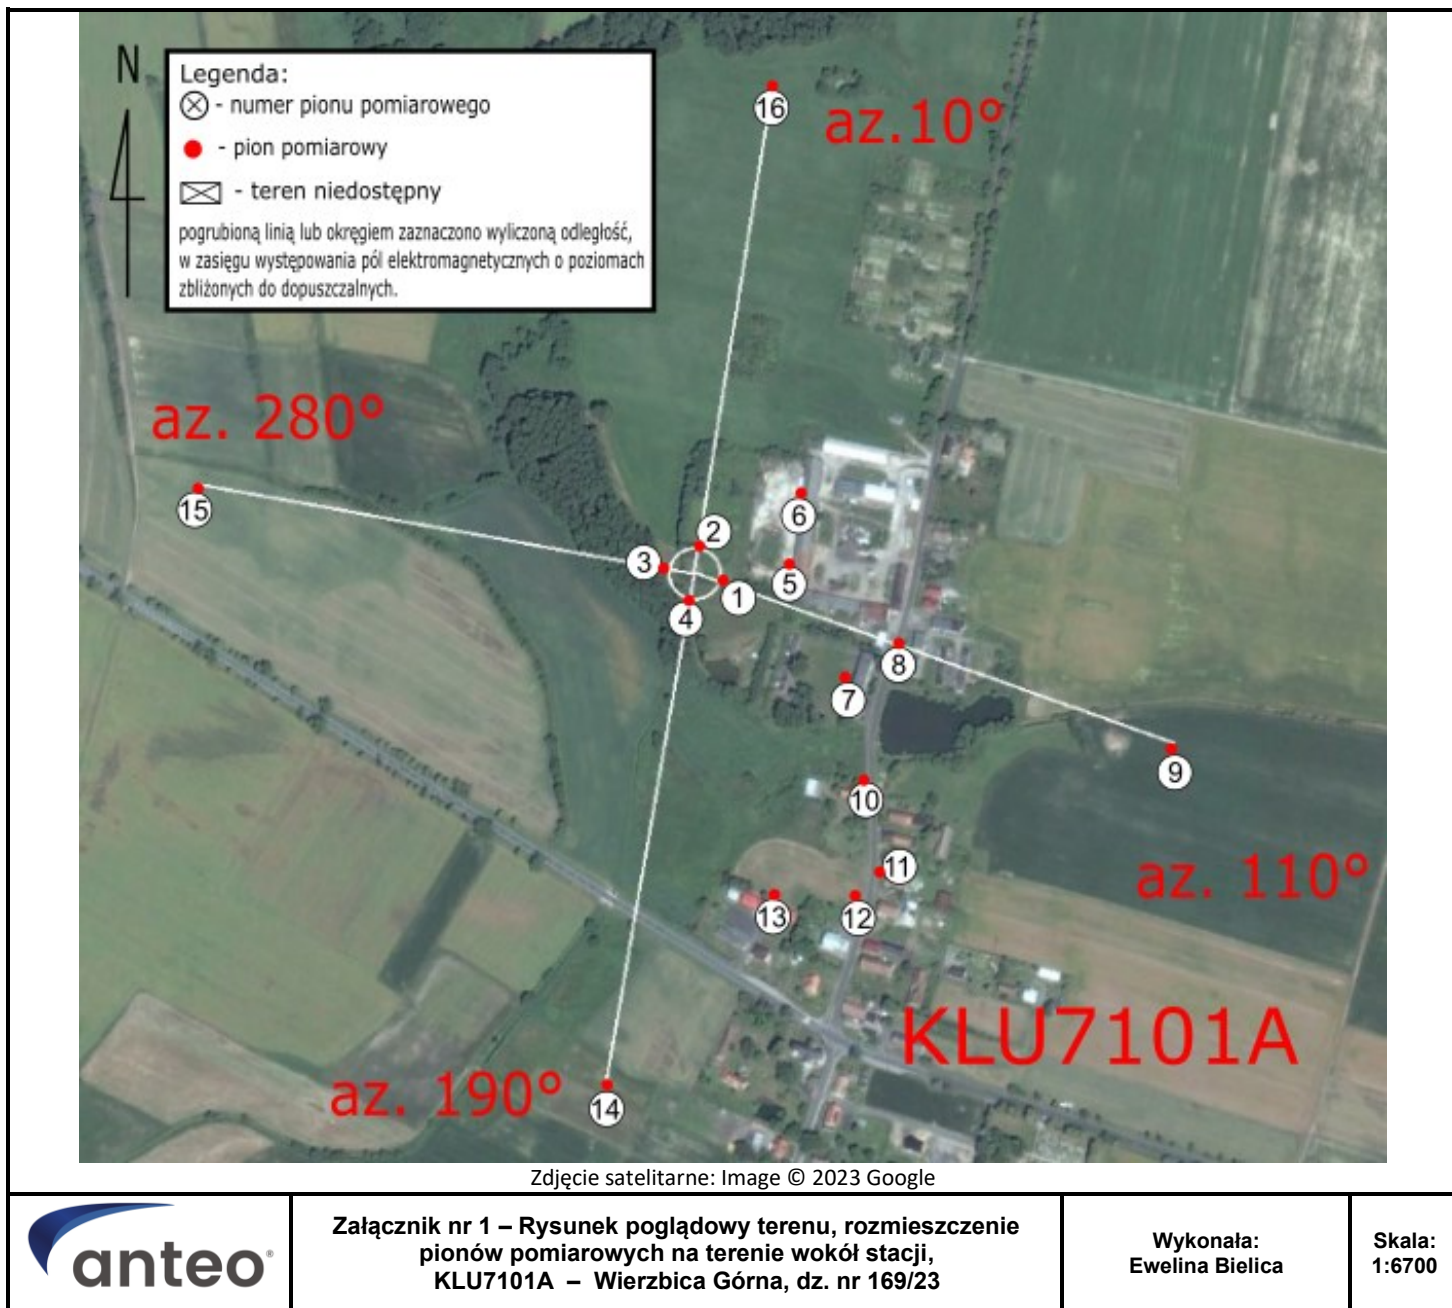 N
Legenda:
- numer pionu pomiarowego
- pion pomiarowy
- teren niedostępny
pogrubioną linią lub okręgiem zaznaczono wyliczoną odległość,
w zasięgu występowania pól elektromagnetycznych o poziomach
zbliżonych do dopuszczalnych.
16
az.10°
az. 280°
15
6
2
3
5
1
4
8
7
9
10
11
az. 110°
13
12
KLU7101A
az. 190°
14
Zdjęcie satelitarne: Image © 2023 Google
anteo®
Załącznik nr 1 – Rysunek poglądowy terenu, rozmieszczenie
pionów pomiarowych na terenie wokół stacji,
KLU7101A – Wierzbica Górna, dz. nr 169/23
Wykonała:
Ewelina Bielica
Skala:
1:6700